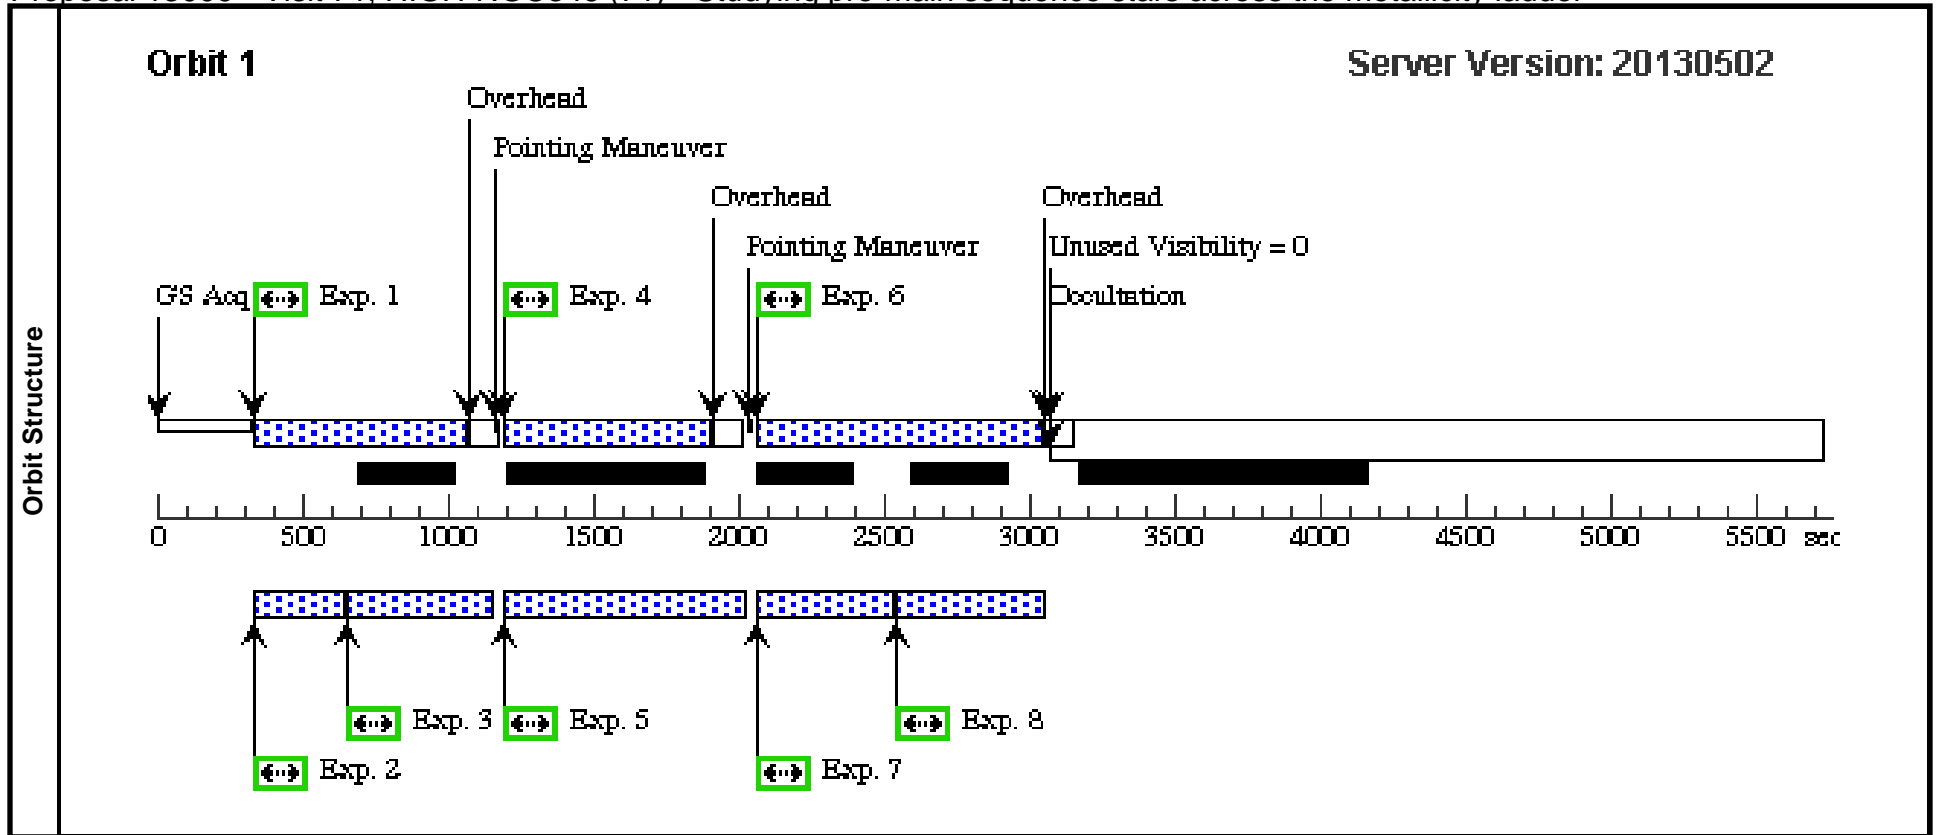 Orbit 1
Server Version: 20130502
Overhead
Pointing Maneuver
Overhead
Overhead
Pointing Maneuver
Unused Visibility = 0
GS Acq
Exp. 1
Exp. 4
Exp. 6
Occultation
Orbit Structure
0 500 1000 1500 2000 2500 3000 3500 4000 4500 5000 5500 sec
Exp. 3
Exp. 5
Exp. 8
Exp. 2
Exp. 7